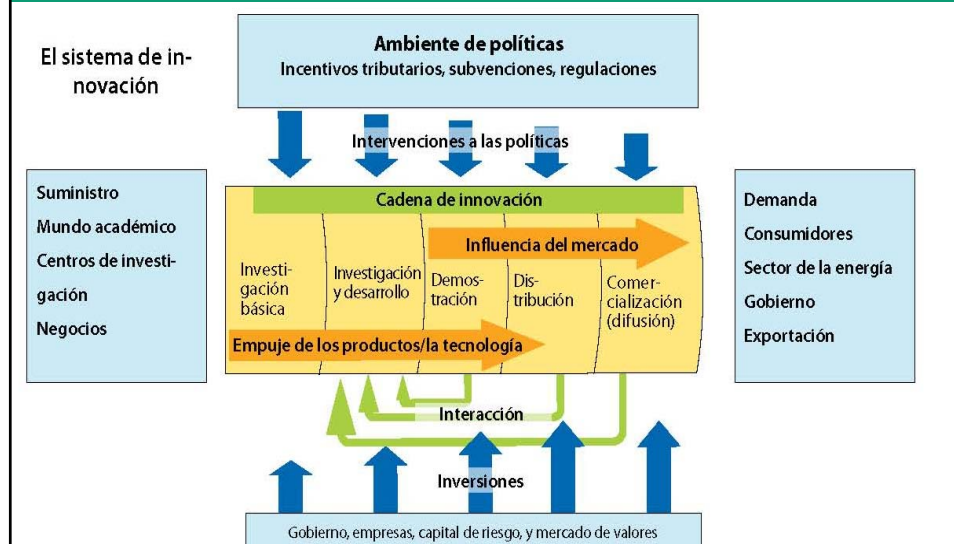 El sistema de in-
novación
Ambiente de políticas
Incentivos tributarios, subvenciones, regulaciones
Intervenciones a las políticas
Suministro
Mundo académico
Centros de investi-
gación
Negocios
Cadena de innovación
Influencia del mercado
Investi-
gación
básica
Investigación
y desarrollo
Demos-
tración
Dis-
tribución
Comer-
cialización
(difusión)
Empuje de los productos/la tecnología
Demanda
Consumidores
Sector de la energía
Gobierno
Exportación
Interacción
Inversiones
Gobierno, empresas, capital de riesgo, y mercado de valores